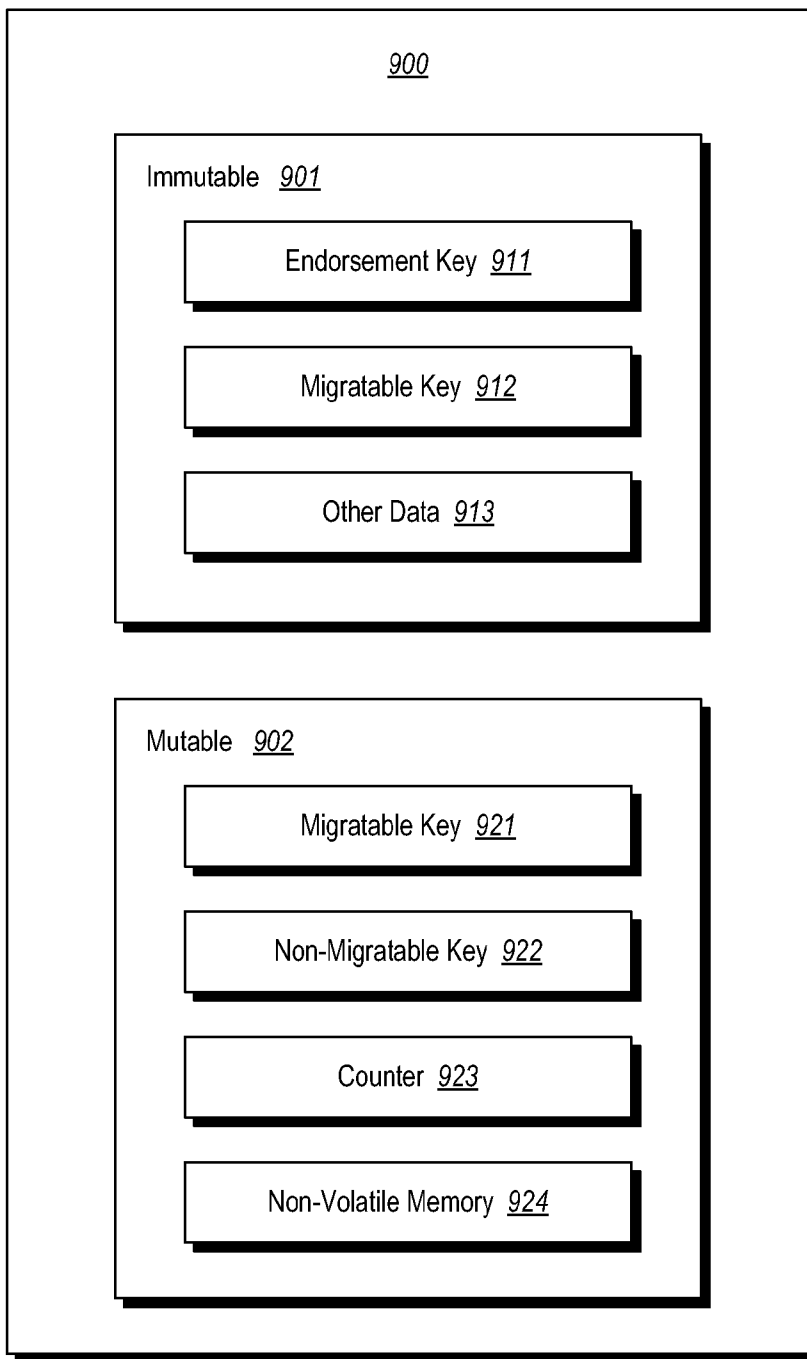 900
Immutable 901
Endorsement Key 911
Migratable Key 912
Other Data 913
Mutable 902
Migratable Key 921
Non-Migratable Key 922
Counter 923
Non-Volatile Memory 924